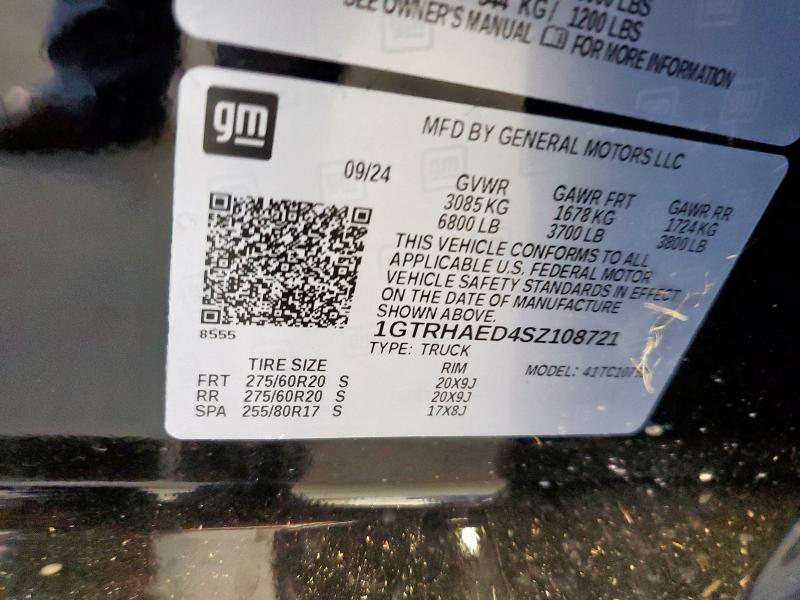 544 KG/ 1200 LBS
SEE OWNER'S MANUAL FOR MORE INFORMATION
gm
MFD BY GENERAL MOTORS LLC
09/24
GVWR
3085 KG
6800 LB
GAWR FRT
1678 KG
3700 LB
GAWR RR
1724 KG
3800 LB
THIS VEHICLE CONFORMS TO ALL
APPLICABLE U.S. FEDERAL MOTOR
VEHICLE SAFETY STANDARDS IN EFFECT
ON THE DATE OF MANUFACTURE
SHOWN ABOVE.
8555
1GTRHAED4SZ108721
TYPE: TRUCK
TIRE SIZE RIM MODEL:
FRT 275/60R20 S 20X9J
RR 275/60R20 S 20X9J
SPA 255/80R17 S 17X8J